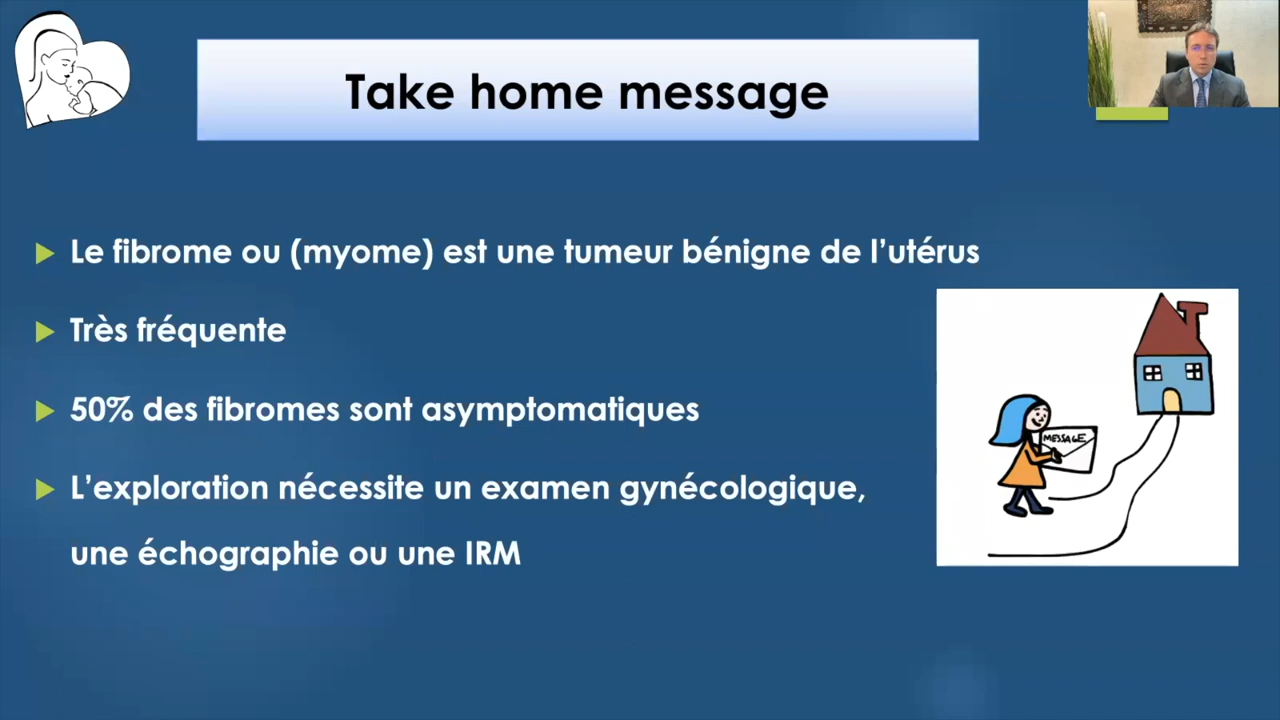 Take home message
Le fibrome ou (myome) est une tumeur bénigne de l’utérus
Très fréquente
50% des fibromes sont asymptomatiques
L’exploration nécessite un examen gynécologique,
une échographie ou une IRM
MESSAGE